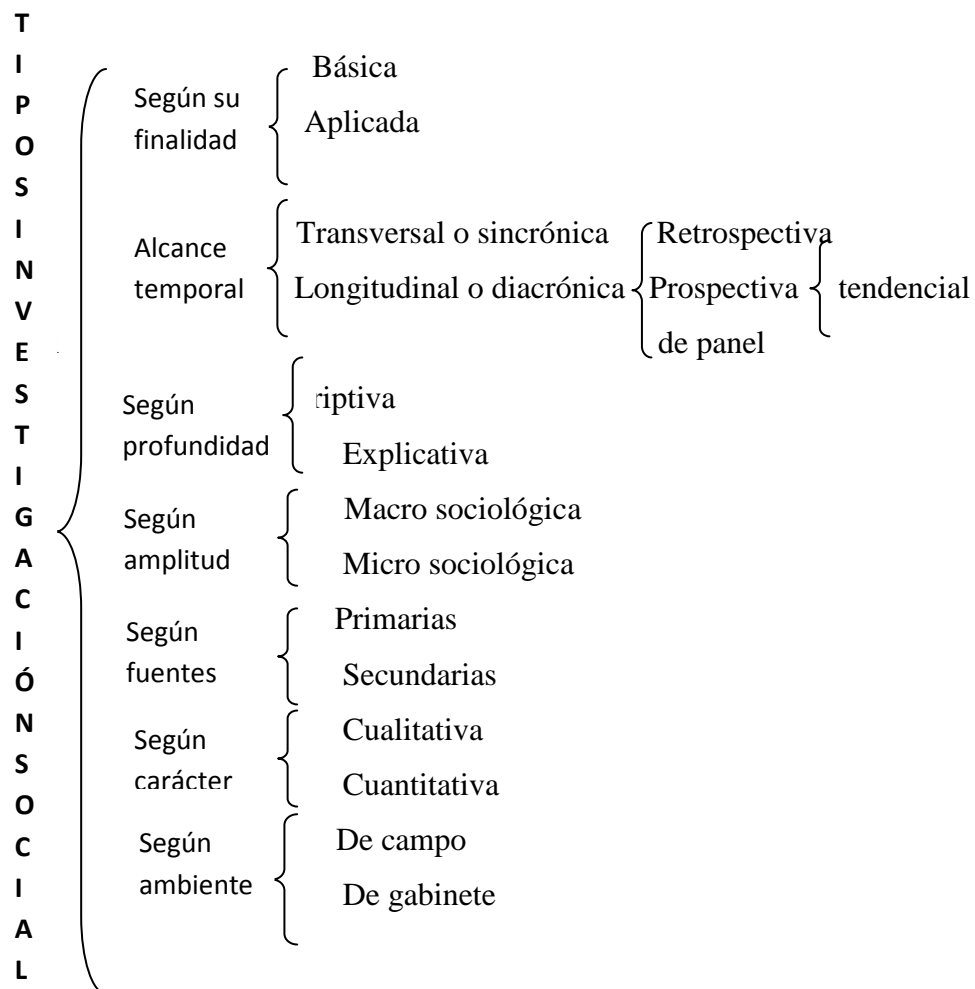 TIPOSINVESTIGACIÓNSOCIAL
Según su
finalidad
Básica
Aplicada
Alcance
temporal
Transversal o sincrónica
Longitudinal o diacrónica
Retrospectiva
Prospectiva
de panel
tendencial
Según
profundidad
riptiva
Explicativa
Según
amplitud
Macro sociológica
Micro sociológica
Según
fuentes
Primarias
Secundarias
Según
carácter
Cualitativa
Cuantitativa
Según
ambiente
De campo
De gabinete